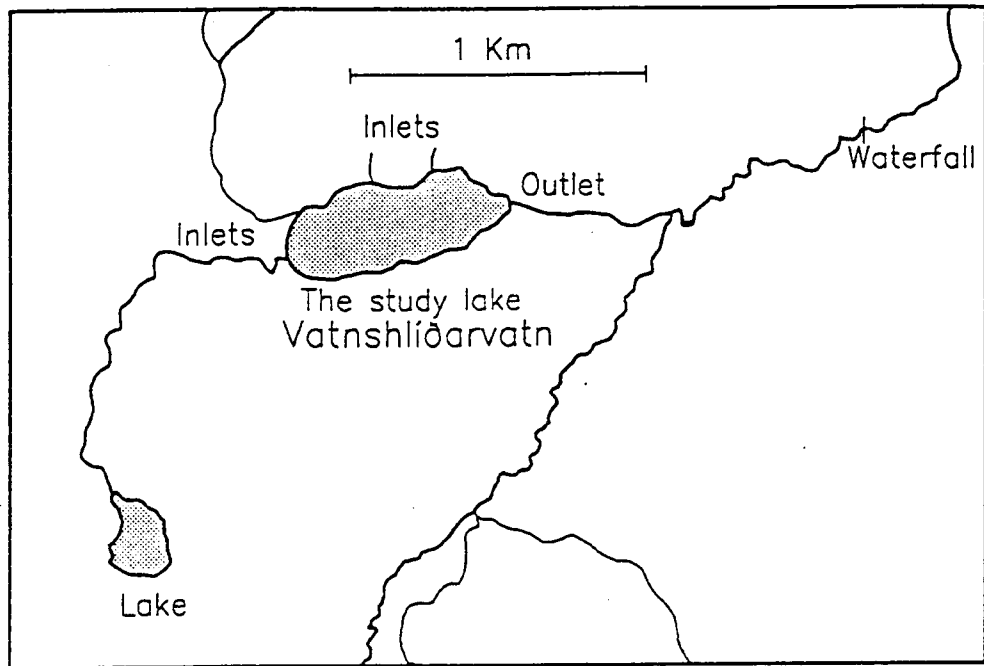 1 Km
Inlets
Waterfall
Outlet
Inlets
The study lake
Vatnshlíðarvatn
Lake